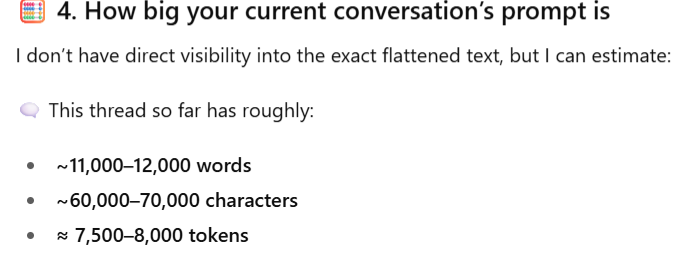 4. How big your current conversation’s prompt is
I don’t have direct visibility into the exact flattened text, but I can estimate:
This thread so far has roughly:
• ~11,000–12,000 words
• ~60,000–70,000 characters
• ≈ 7,500–8,000 tokens